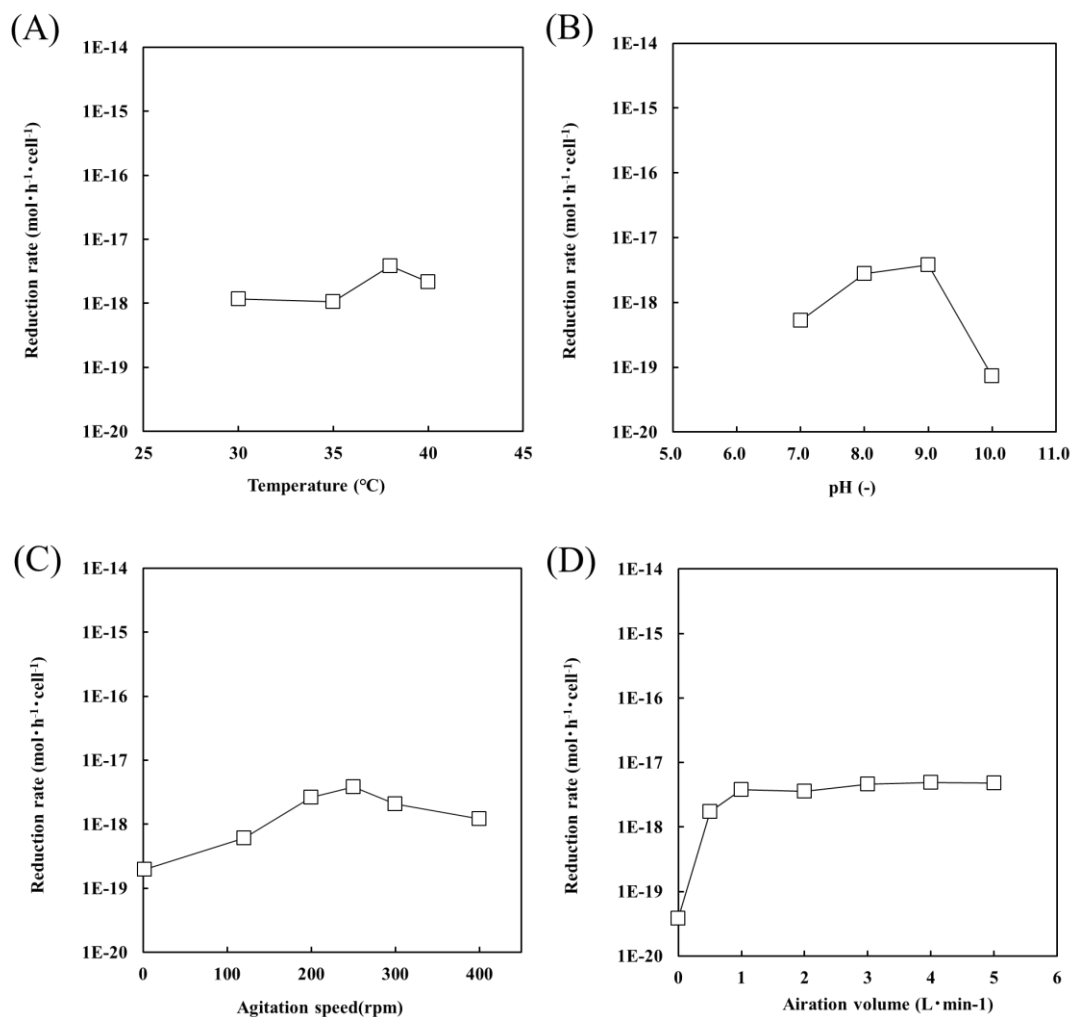 (A)
1E-14
1E-15
1E-16
1E-17
1E-18
1E-19
1E-20
Reduction rate (mol·h⁻¹·cell⁻¹)
25 30 35 40 45
Temperature (℃)
(B)
1E-14
1E-15
1E-16
1E-17
1E-18
1E-19
1E-20
Reduction rate (mol·h⁻¹·cell⁻¹)
5.0 6.0 7.0 8.0 9.0 10.0 11.0
pH (-)
(C)
1E-14
1E-15
1E-16
1E-17
1E-18
1E-19
1E-20
Reduction rate (mol·h⁻¹·cell⁻¹)
0 100 200 300 400
Agitation speed(rpm)
(D)
1E-14
1E-15
1E-16
1E-17
1E-18
1E-19
1E-20
Reduction rate (mol·h⁻¹·cell⁻¹)
0 1 2 3 4 5 6
Airation volume (L·min-1)